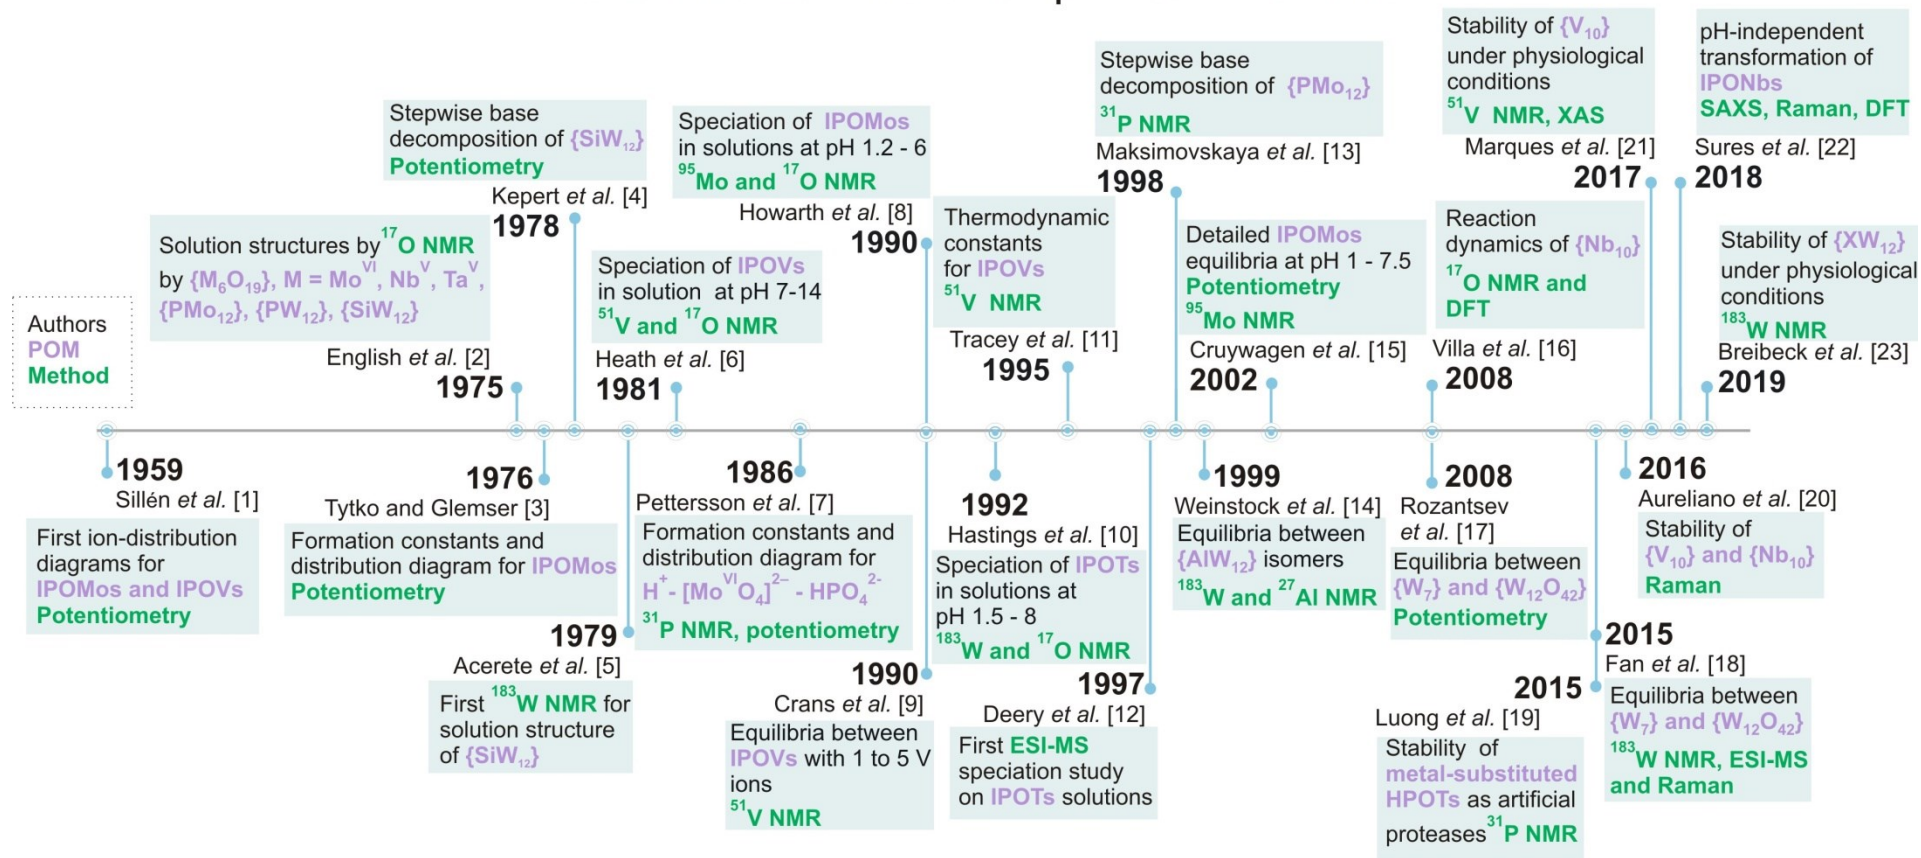 Authors
POM
Method
1959
Sillén et al. [1]
First ion-distribution
diagrams for
IPOMos and IPOVs
Potentiometry
Solution structures by ¹⁷O NMR
by {M₆O₁₉}, M = Moⱽᴵ, Nbⱽ, Taⱽ,
{PMo₁₂}, {PW₁₂}, {SiW₁₂}
English et al. [2]
1975
1976
Tytko and Glemser [3]
Formation constants and
distribution diagram for IPOMos
Potentiometry
Stepwise base
decomposition of {SiW₁₂}
Potentiometry
Kepert et al. [4]
1978
1979
Acerete et al. [5]
First ¹⁸³W NMR for
solution structure
of {SiW₁₂}
Speciation of IPOVs
in solution at pH 7-14
⁵¹V and ¹⁷O NMR
Heath et al. [6]
1981
1986
Pettersson et al. [7]
Formation constants and
distribution diagram for
H⁺- [Moⱽᴵ O₄]²⁻ - HPO₄²⁻
³¹P NMR, potentiometry
Speciation of IPOMos
in solutions at pH 1.2 - 6
⁹⁵Mo and ¹⁷O NMR
Howarth et al. [8]
1990
1990
Crans et al. [9]
Equilibria between
IPOVs with 1 to 5 V
ions
⁵¹V NMR
1992
Hastings et al. [10]
Speciation of IPOTs
in solutions at
pH 1.5 - 8
¹⁸³W and ¹⁷O NMR
Thermodynamic
constants
for IPOVs
⁵¹V NMR
Tracey et al. [11]
1995
1997
Deery et al. [12]
First ESI-MS
speciation study
on IPOTs solutions
Stepwise base
decomposition of {PMo₁₂}
³¹P NMR
Maksimovskaya et al. [13]
1998
1999
Weinstock et al. [14]
Equilibria between
{AlW₁₂} isomers
¹⁸³W and ²⁷Al NMR
Detailed IPOMos
equilibria at pH 1 - 7.5
Potentiometry
⁹⁵Mo NMR
Cruywagen et al. [15]
2002
Reaction
dynamics of {Nb₁₀}
¹⁷O NMR and
DFT
Villa et al. [16]
2008
2008
Rozantsev
et al. [17]
Equilibria between
{W₇} and {W₁₂O₄₂}
Potentiometry
2015
Fan et al. [18]
Equilibria between
{W₇} and {W₁₂O₄₂}
¹⁸³W NMR, ESI-MS
and Raman
2015
Luong et al. [19]
Stability of
metal-substituted
HPOTs as artificial
proteases ³¹P NMR
2016
Aureliano et al. [20]
Stability of
{V₁₀} and {Nb₁₀}
Raman
Stability of {V₁₀}
under physiological
conditions
⁵¹V NMR, XAS
Marques et al. [21]
2017
pH-independent
transformation of
IPONbs
SAXS, Raman, DFT
Sures et al. [22]
2018
Stability of {XW₁₂}
under physiological
conditions
¹⁸³W NMR
Breibeck et al. [23]
2019